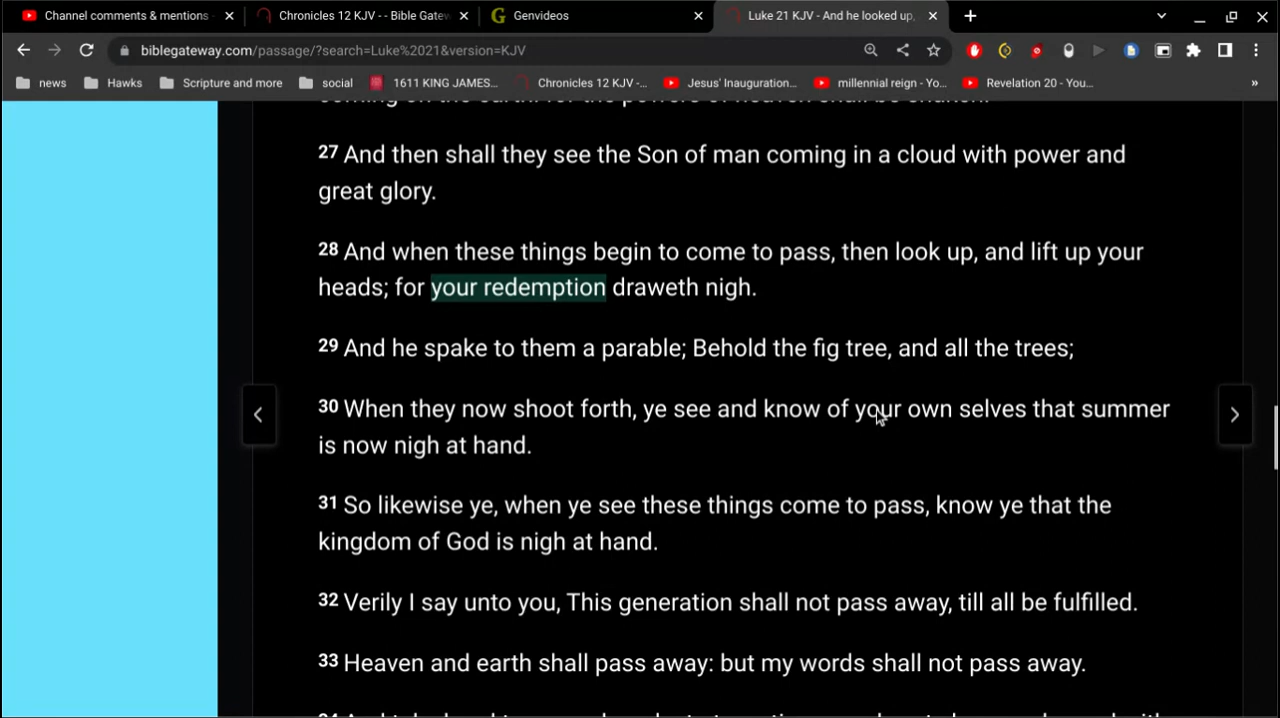 Channel comments & mentions -
Chronicles 12 KJV - - Bible Gatew
Genvideos
Luke 21 KJV - And he looked up,
biblegateway.com/passage/?search=Luke%2021&version=KJV
news
Hawks
Scripture and more
social
1611 KING JAMES...
Chronicles 12 KJV -...
Jesus' Inauguration...
millennial reign - Yo...
Revelation 20 - You...
»
27 And then shall they see the Son of man coming in a cloud with power and
great glory.
28 And when these things begin to come to pass, then look up, and lift up your
heads; for your redemption draweth nigh.
29 And he spake to them a parable; Behold the fig tree, and all the trees;
30 When they now shoot forth, ye see and know of your own selves that summer
is now nigh at hand.
31 So likewise ye, when ye see these things come to pass, know ye that the
kingdom of God is nigh at hand.
32 Verily I say unto you, This generation shall not pass away, till all be fulfilled.
33 Heaven and earth shall pass away: but my words shall not pass away.